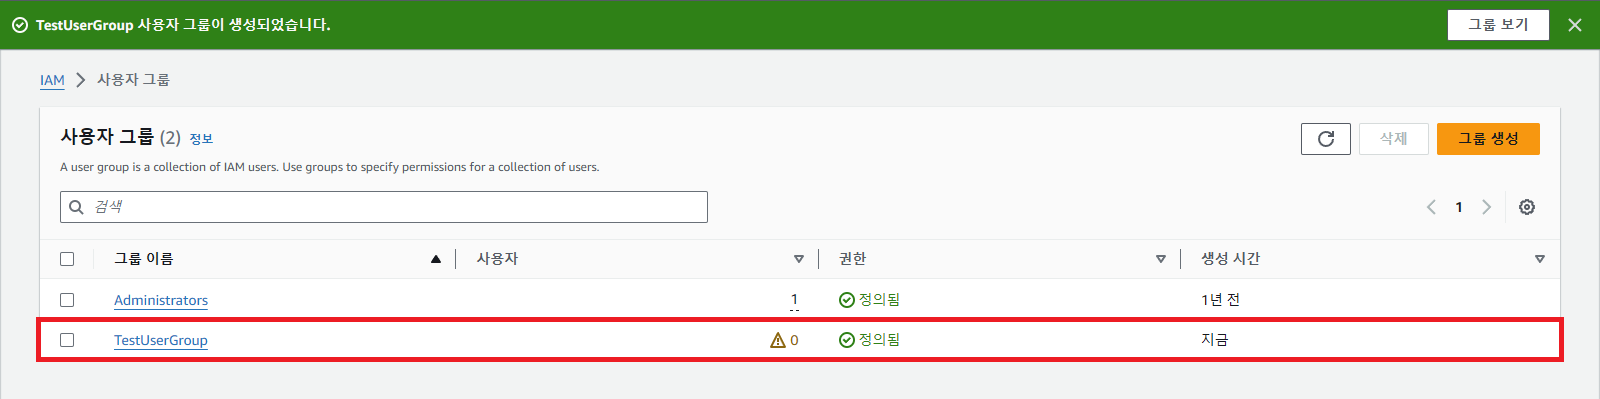 TestUserGroup 사용자 그룹이 생성되었습니다.
그룹 보기
IAM 사용자 그룹
사용자 그룹 (2) 정보
삭제
그룹 생성
A user group is a collection of IAM users. Use groups to specify permissions for a collection of users.
검색
1
그룹 이름 사용자 권한 생성 시간
Administrators 1 정의됨 1년 전
TestUserGroup 0 정의됨 지금